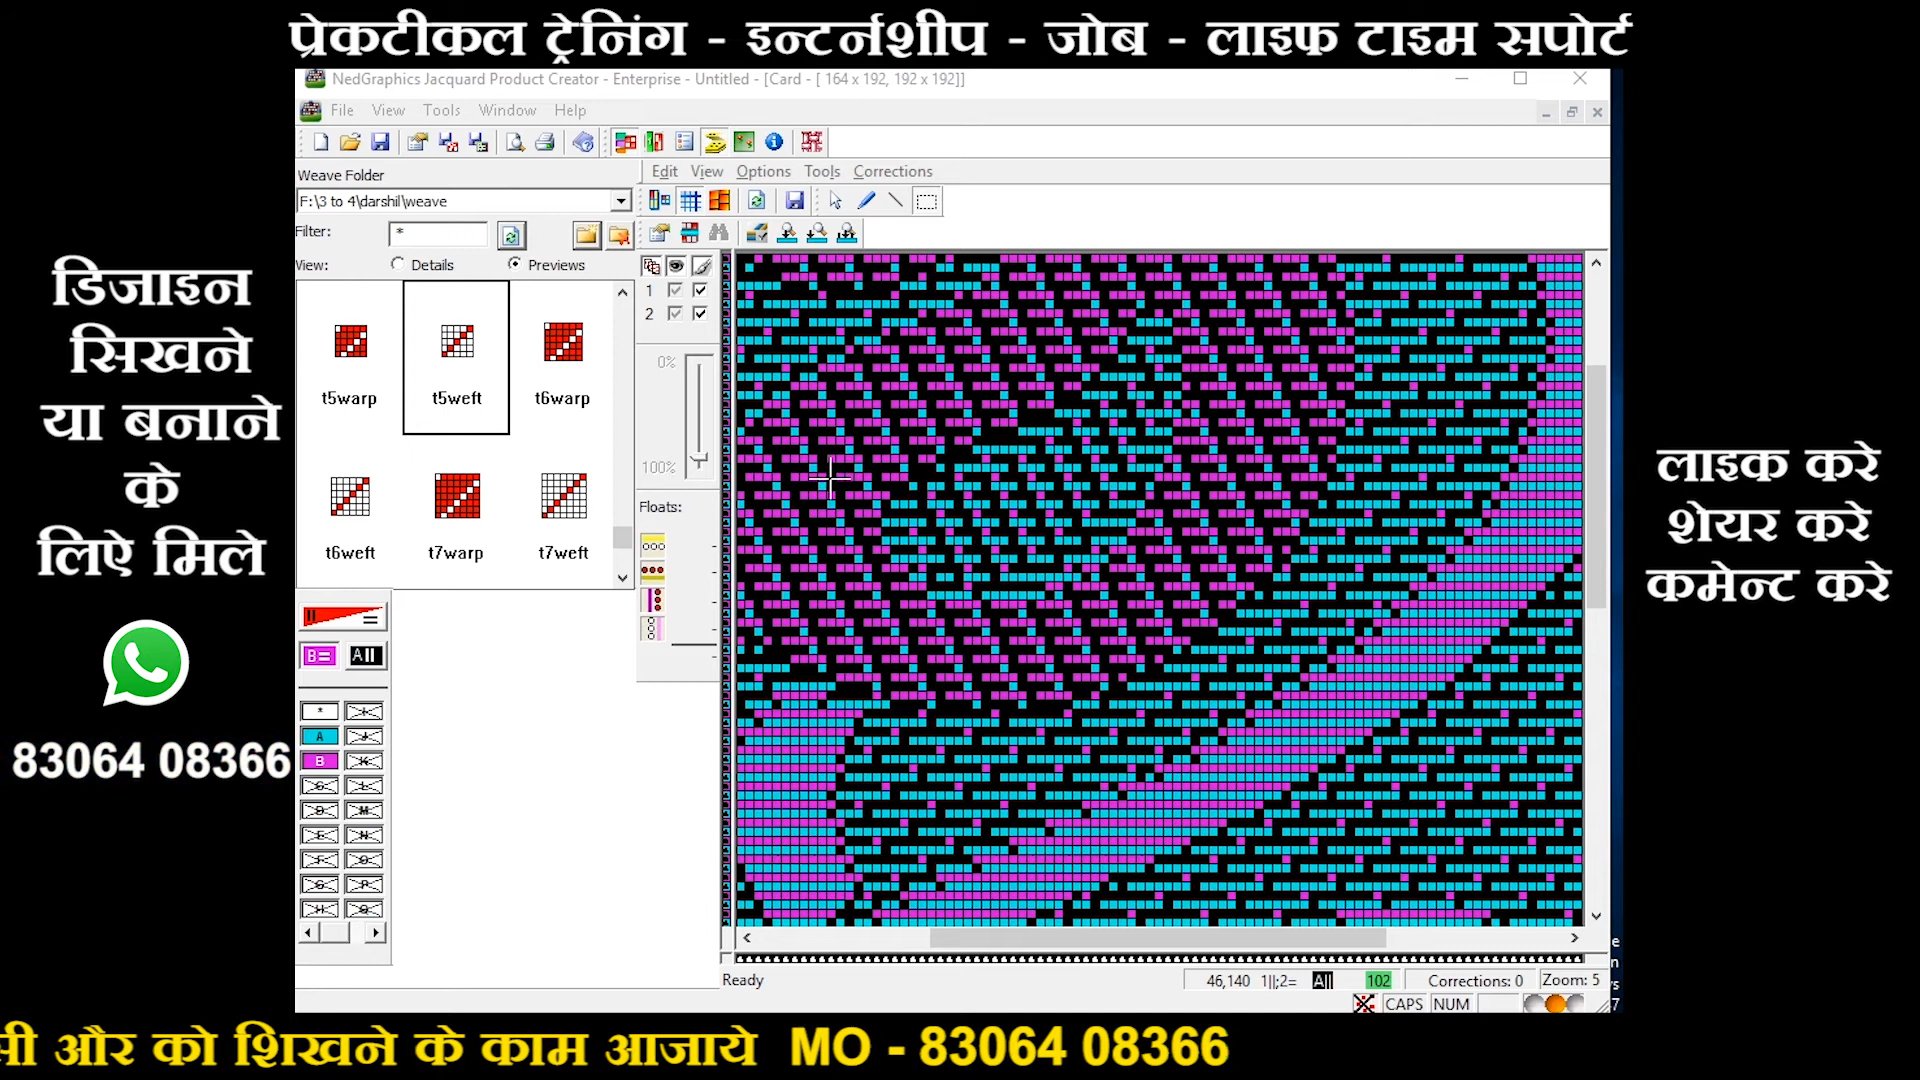 प्रेकटीकल ट्रेनिंग - इन्टर्नशीप - जोब - लाइफ टाइम सपोर्ट
NedGraphics Jacquard Product Creator - Enterprise - Untitled - [Card - [ 164 x 192, 192 x 192]]
File View Tools Window Help
Weave Folder
Edit View Options Tools Corrections
F:\3 to 4\darshil\weave
Filter: *
View: Details Previews
1
2
t5warp t5weft t6warp
0%
100%
t6weft t7warp t7weft
Floats:
B= A||
*
A
B
Ready
46,140 1||;2= A|| 102 Corrections: 0 Zoom: 5
CAPS NUM
डिजाइन
सिखने
या बनाने
के
लिऐ मिले
83064 08366
लाइक करे
शेयर करे
कमेन्ट करे
सी और को शिखने के काम आजाये MO - 83064 08366